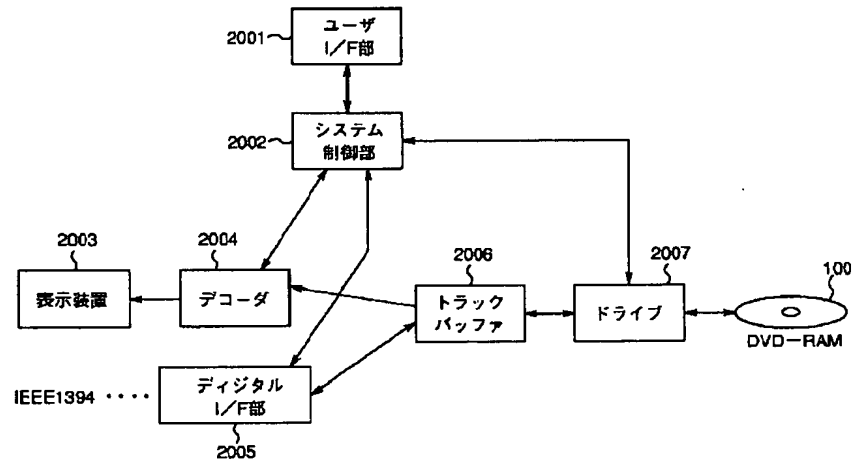 2001
ユーザ
I/F部
2002
システム
制御部
2003
2004
2006
2007
100
表示装置
デコーダ
トラック
バッファ
ドライブ
DVD-RAM
IEEE1394 ‥‥
ディジタル
I/F部
2005